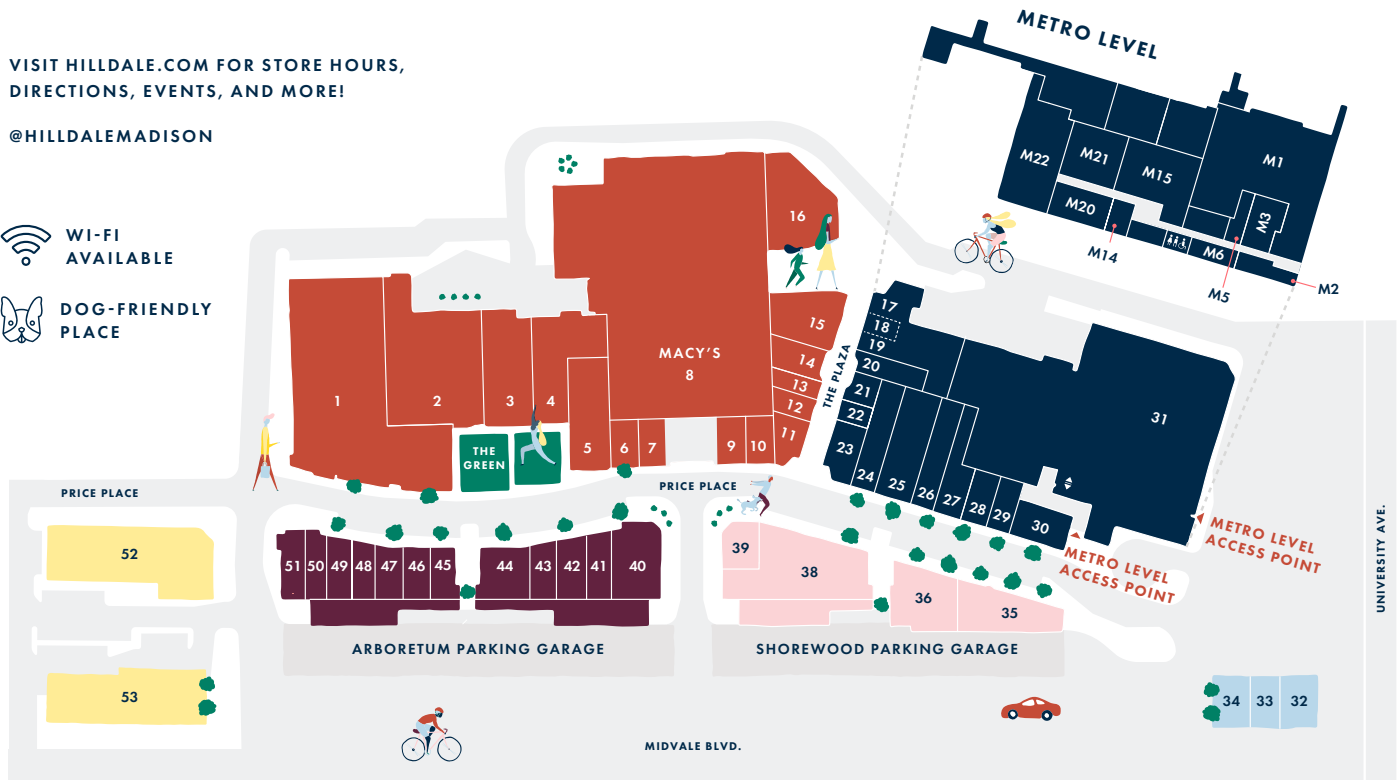 VISIT HILLDALE.COM FOR STORE HOURS,
DIRECTIONS, EVENTS, AND MORE!
@HILLDALEMADISON
WI-FI
AVAILABLE
DOG-FRIENDLY
PLACE
METRO LEVEL
M22
M21
M15
M1
M20
M3
M14
M6
M5
M2
16
15
14
13
12
11
MACY'S
8
1
2
3
4
5
6
7
9
10
THE
GREEN
THE PLAZA
17
18
19
20
21
22
23
24
25
26
27
28
29
30
31
METRO LEVEL
ACCESS POINT
METRO LEVEL
ACCESS POINT
PRICE PLACE
PRICE PLACE
52
53
51
50
49
48
47
46
45
44
43
42
41
40
39
38
36
35
ARBORETUM PARKING GARAGE
SHOREWOOD PARKING GARAGE
34
33
32
MIDVALE BLVD.
UNIVERSITY AVE.